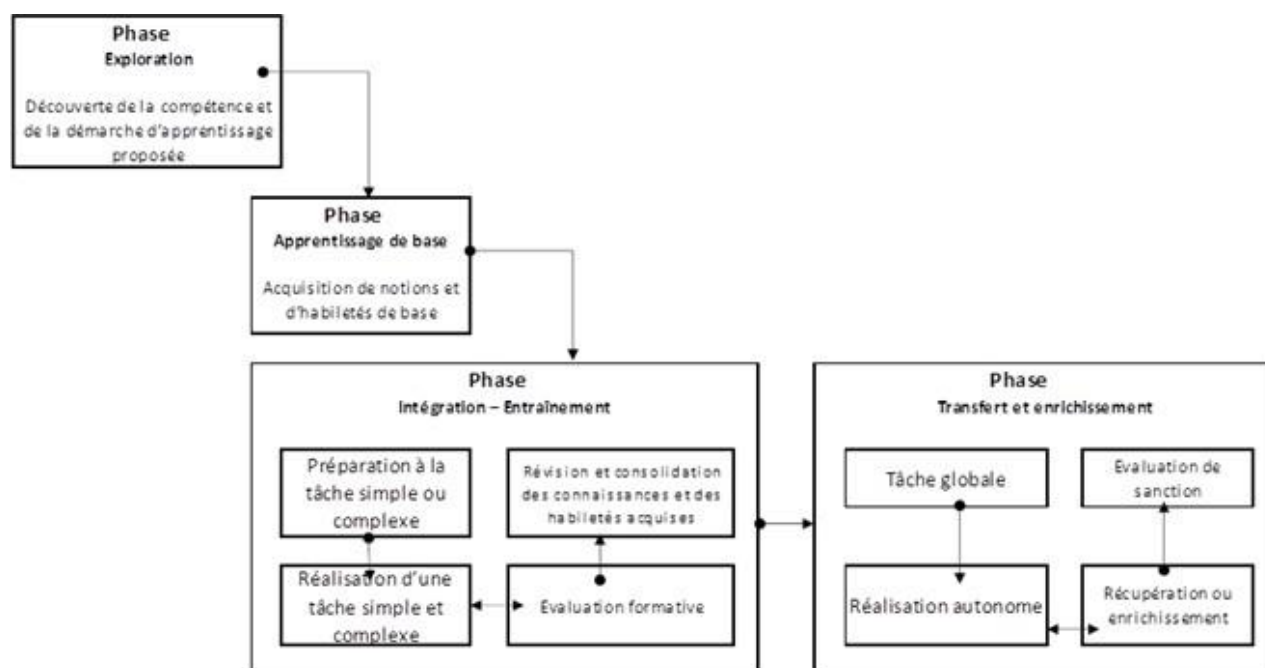 Phase
Exploration
Découverte de la compétence et
de la démarche d'apprentissage
proposée
Phase
Apprentissage de base
Acquisition de notions et
d'habiletés de base
Phase
Intégration – Entraînement
Préparation à la
tâche simple ou
complexe
Révision et consolidation
des connaissances et des
habiletés acquises
Réalisation d'une
tâche simple et
complexe
Evaluation formative
Phase
Transfert et enrichissement
Tâche globale
Evaluation de
sanction
Réalisation autonome
Récupération ou
enrichissement